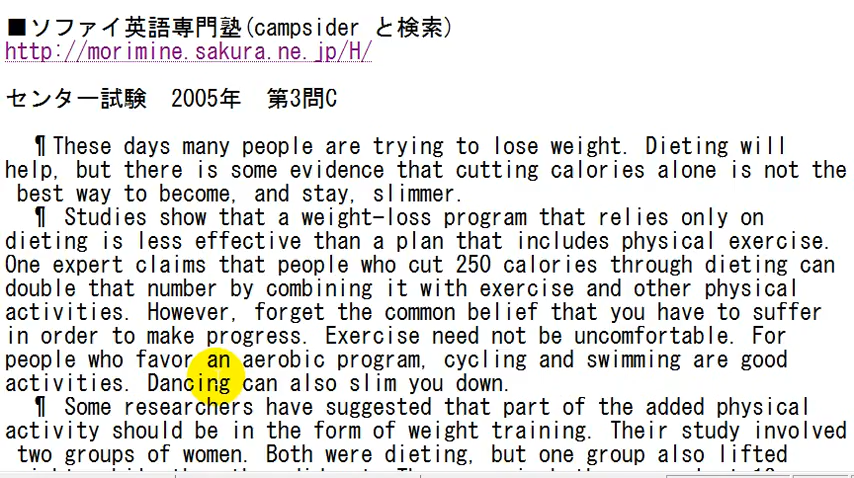 ■ソファイ英語専門塾(campsider と検索)
http://morimine.sakura.ne.jp/H/
センター試験　2005年　第3問C
¶These days many people are trying to lose weight. Dieting will
help, but there is some evidence that cutting calories alone is not the
best way to become, and stay, slimmer.
¶ Studies show that a weight-loss program that relies only on
dieting is less effective than a plan that includes physical exercise.
One expert claims that people who cut 250 calories through dieting can
double that number by combining it with exercise and other physical
activities. However, forget the common belief that you have to suffer
in order to make progress. Exercise need not be uncomfortable. For
people who favor an aerobic program, cycling and swimming are good
activities. Dancing can also slim you down.
¶ Some researchers have suggested that part of the added physical
activity should be in the form of weight training. Their study involved
two groups of women. Both were dieting, but one group also lifted